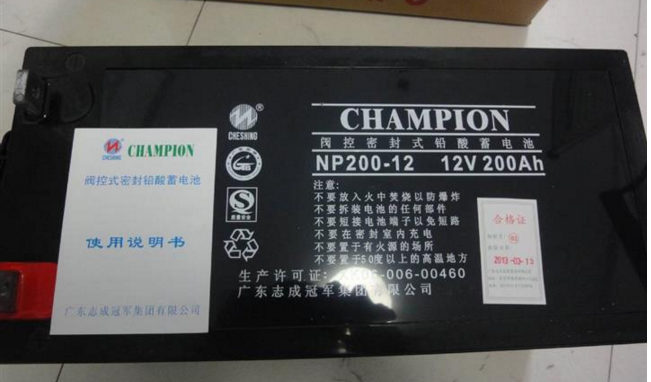 CHESHING
CHAMPION
阀控式密封铅酸蓄电池
使用说明书
广东志成冠军集团有限公司
CHESHING
CHAMPION
阀控密封式铅酸蓄电池
NP200-12 12V 200Ah
注意:
不要放入火中焚烧以防爆炸
不要拆装电池的任何部件
不要短接电池端子以免短路
不要在密封室内充电
不要置于有火源的场所
不要置于50度以上的高温地方
生产许可证: 06-006-00460
广东志成冠军集团有限公司
合格证
2013-03-13